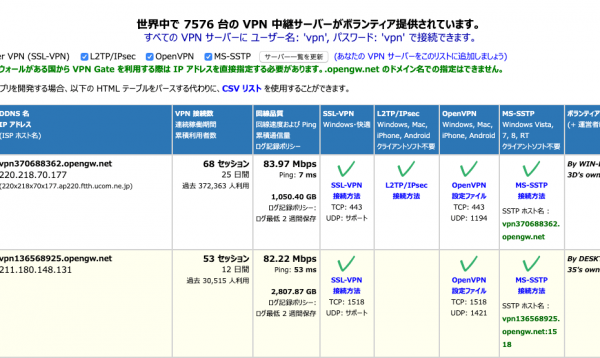 世界中で 7576 台の VPN 中継サーバーがボランティア提供されています。
すべての VPN サーバーに ユーザー名: 'vpn', パスワード: 'vpn' で接続できます。
er VPN (SSL-VPN) L2TP/IPsec OpenVPN MS-SSTP サーバー一覧を更新 (あなたの VPN サーバーをこのリストに追加しましょう)
ウォールがある国から VPN Gate を利用する際は IP アドレスを直接指定する必要があります。.opengw.net のドメイン名での指定はできません。
プリを開発する場合、以下の HTML テーブルをパースする代わりに、CSV リスト を使用することができます。
DDNS 名
IP アドレス
(ISP ホスト名)
VPN 接続数
連続稼働期間
累積利用者数
回線品質
回線速度および Ping
累積通信量
ログ記録ポリシー
SSL-VPN
Windows-快適
L2TP/IPsec
Windows, Mac,
iPhone, Android
クライアントソフト不要
OpenVPN
Windows, Mac,
iPhone, Android
MS-SSTP
Windows Vista,
7, 8, RT
クライアントソフト不要
ボランティ
(+ 運営者
vpn370688362.opengw.net
220.218.70.177
(220x218x70x177.ap220.ftth.ucom.ne.jp)
68 セッション
25 日間
過去 372,363 人利用
83.97 Mbps
Ping: 7 ms
1,050.40 GB
ログ記録ポリシー:
ログ最低 2 週間保存
SSL-VPN
接続方法
TCP: 443
UDP: サポート
L2TP/IPsec
接続方法
OpenVPN
設定ファイル
TCP: 443
UDP: 1194
MS-SSTP
接続方法
SSTP ホスト名 :
vpn370688362.
opengw.net
By WIN-
3D's own
vpn136568925.opengw.net
211.180.148.131
53 セッション
12 日間
過去 30,515 人利用
82.22 Mbps
Ping: 53 ms
2,807.87 GB
ログ記録ポリシー:
ログ最低 2 週間保存
SSL-VPN
接続方法
TCP: 1518
UDP: サポート
OpenVPN
設定ファイル
TCP: 1518
UDP: 1421
MS-SSTP
接続方法
SSTP ホスト名 :
vpn136568925.
opengw.net:15
18
By DESKT
35's own